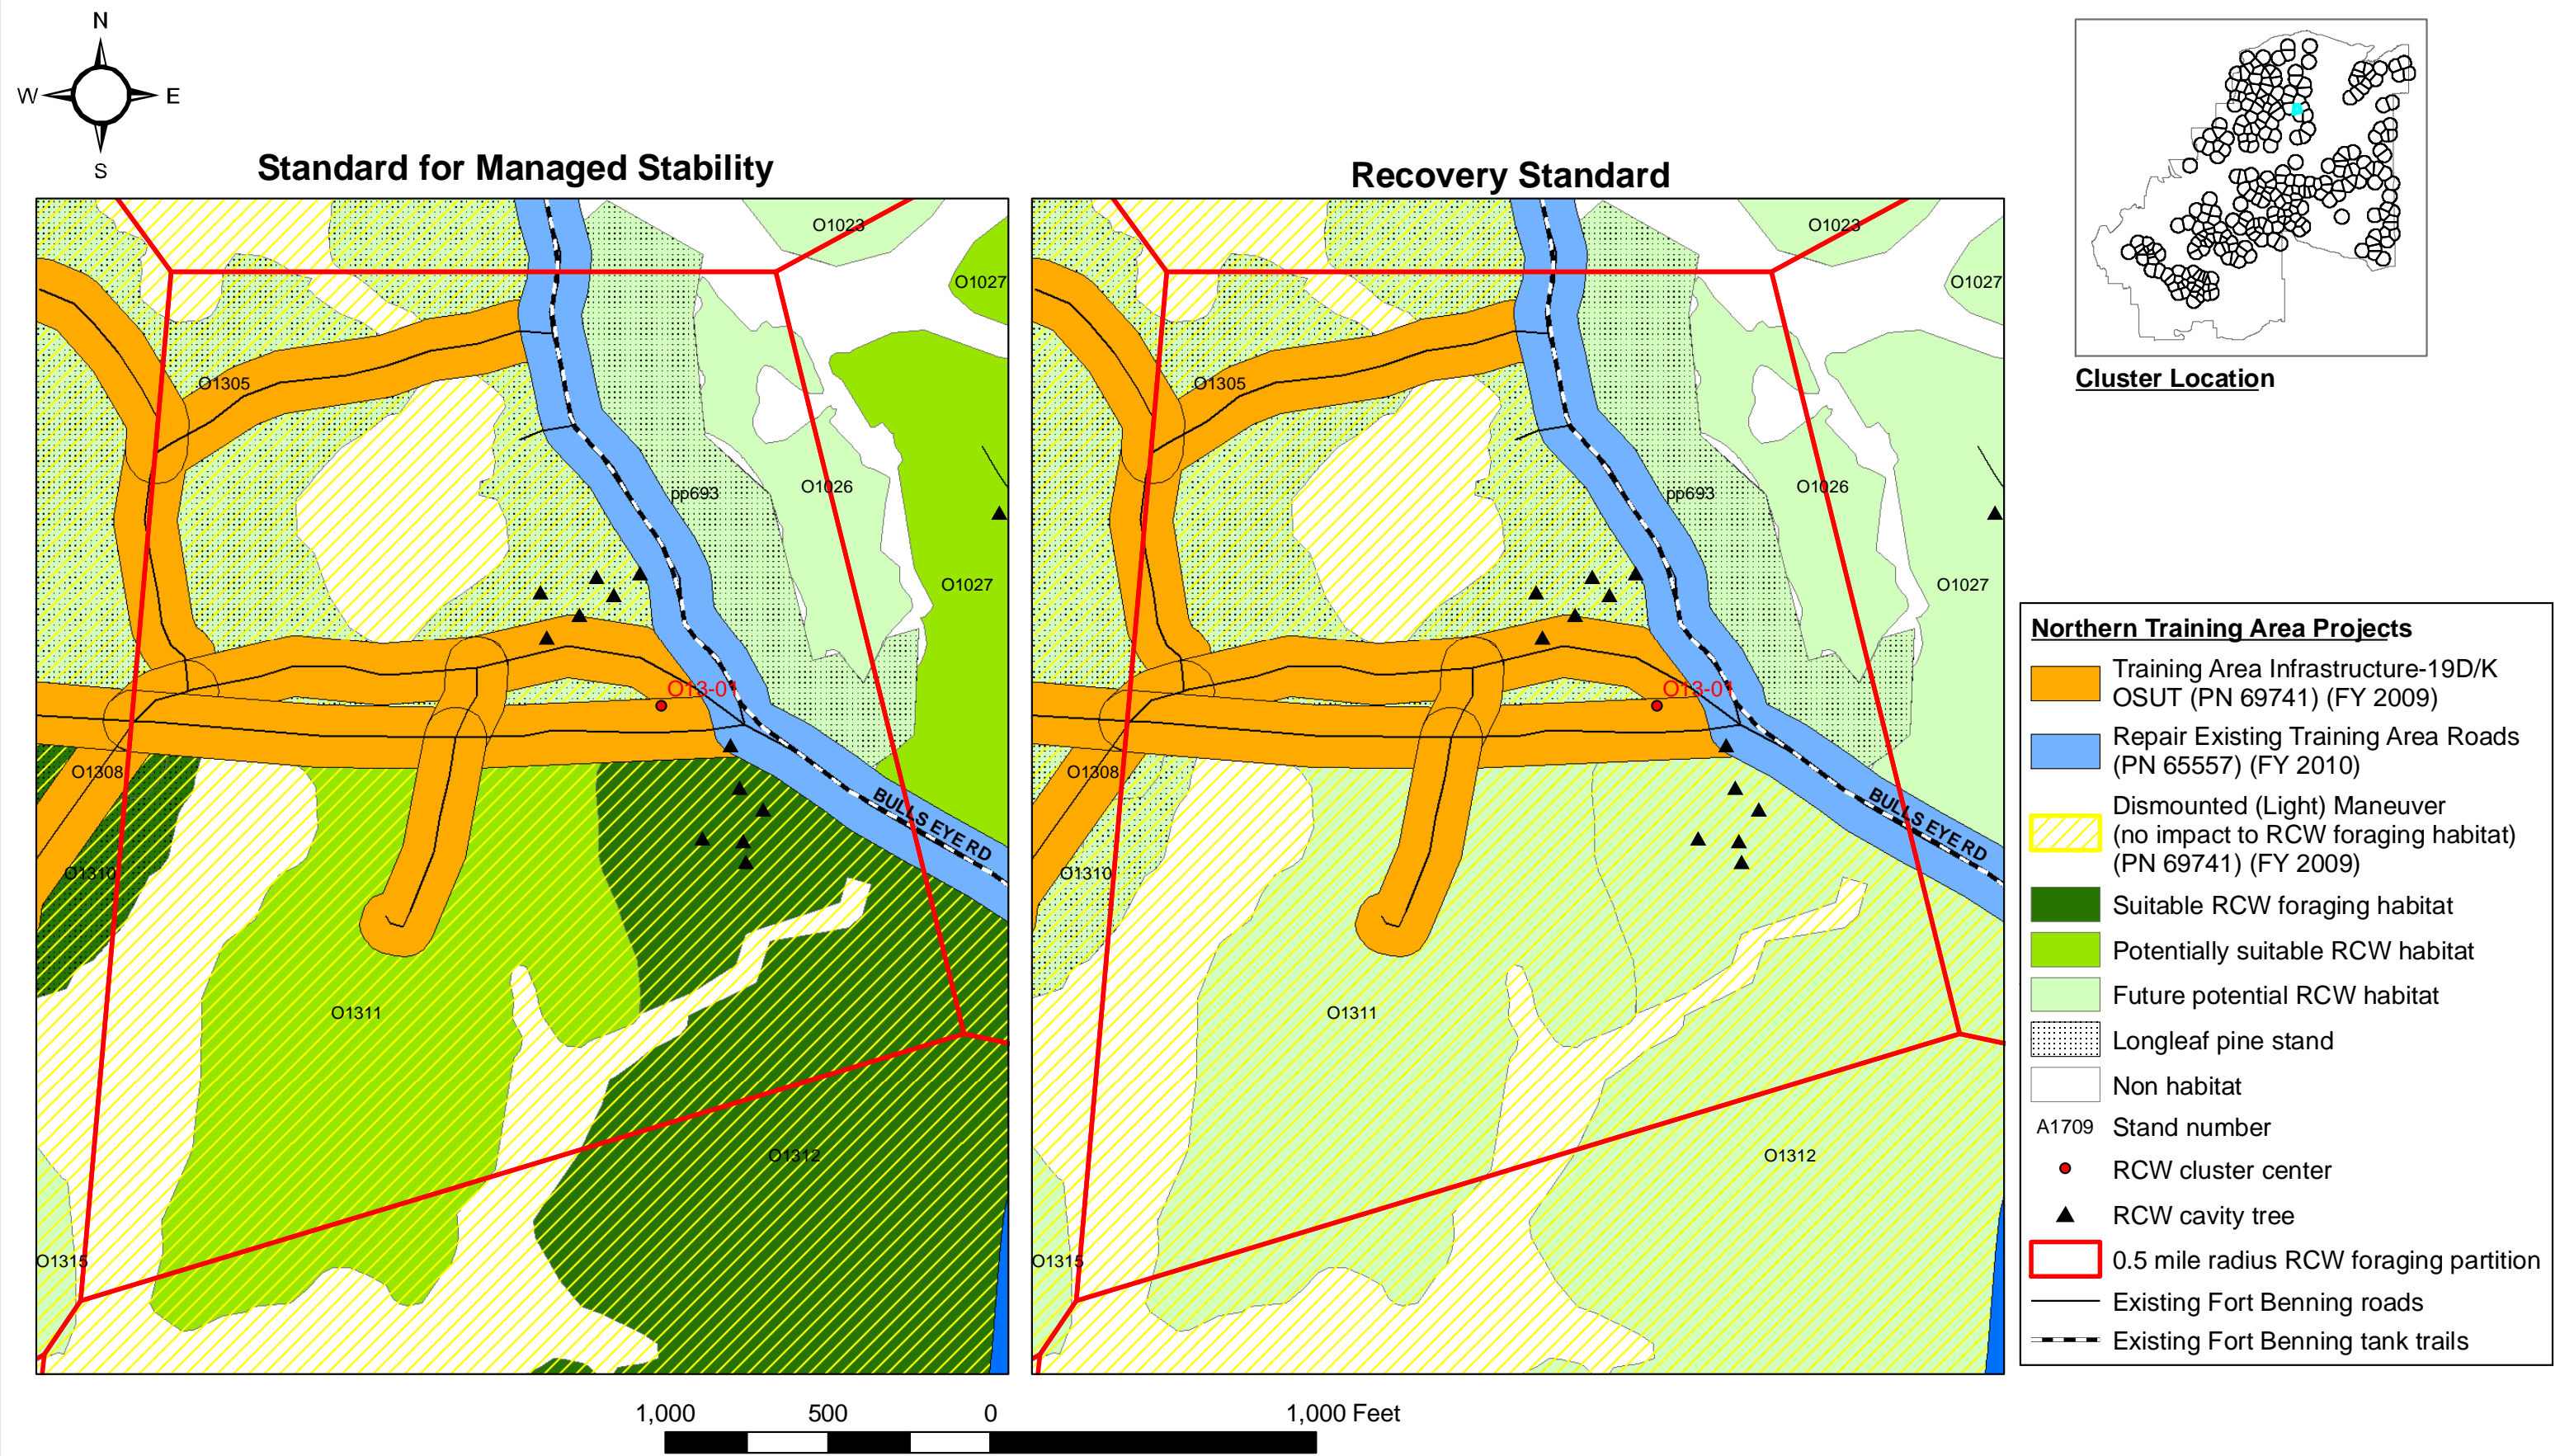 N
W E
S
Standard for Managed Stability
Recovery Standard
Cluster Location
O1023
O1027
O1305
O1026
pp693
O1027
O13-01
O1308
BULLS EYE RD
O1310
O1311
O1312
O1315
O1023
O1027
O1305
O1026
pp693
O1027
O13-01
O1308
BULLS EYE RD
O1310
O1311
O1312
O1315
Northern Training Area Projects
Training Area Infrastructure-19D/K
OSUT (PN 69741) (FY 2009)
Repair Existing Training Area Roads
(PN 65557) (FY 2010)
Dismounted (Light) Maneuver
(no impact to RCW foraging habitat)
(PN 69741) (FY 2009)
Suitable RCW foraging habitat
Potentially suitable RCW habitat
Future potential RCW habitat
Longleaf pine stand
Non habitat
A1709 Stand number
RCW cluster center
RCW cavity tree
0.5 mile radius RCW foraging partition
Existing Fort Benning roads
Existing Fort Benning tank trails
1,000 500 0 1,000 Feet